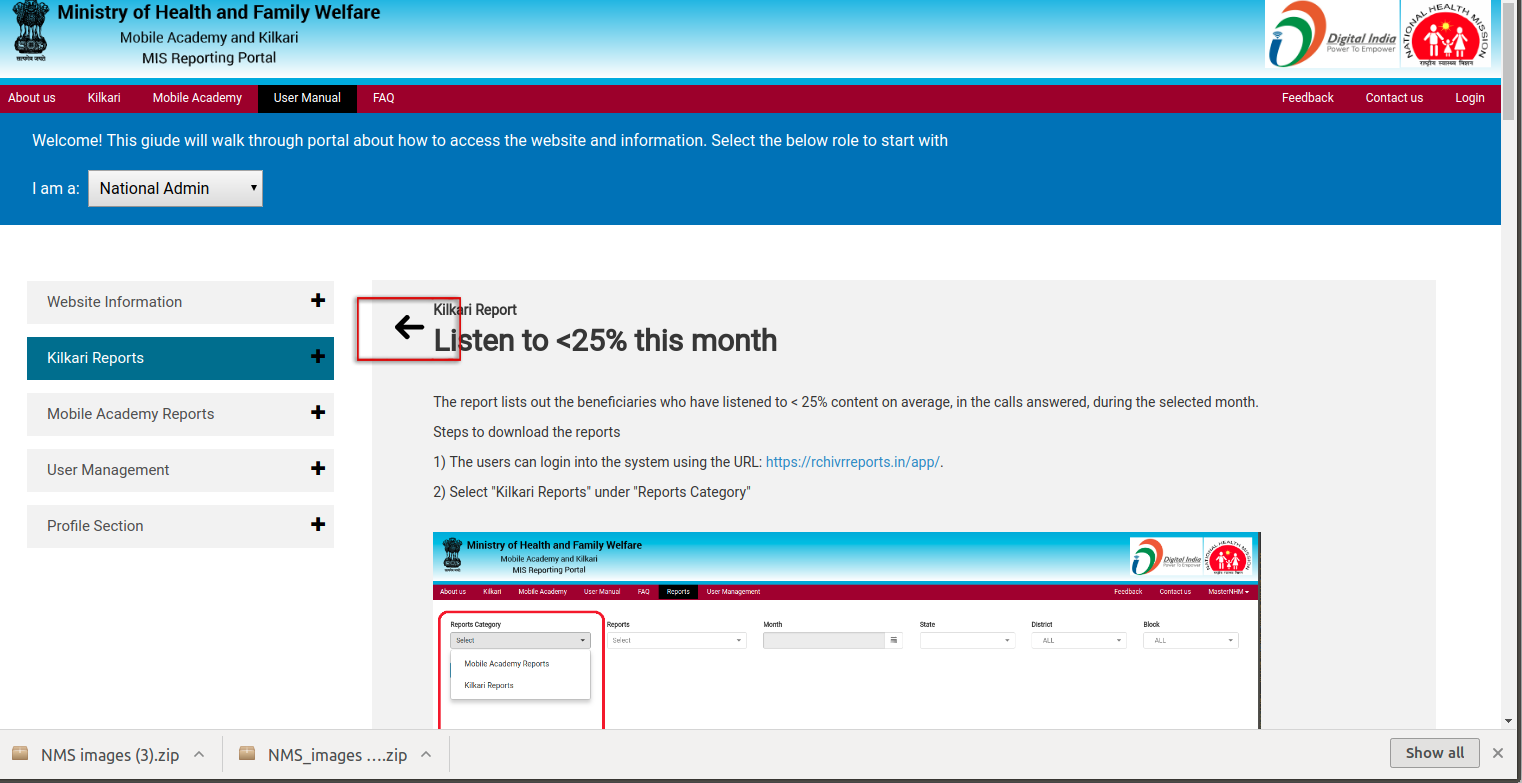 Ministry of Health and Family Welfare
Mobile Academy and Kilkari
MIS Reporting Portal
सत्यमेव जयते
Digital India
Power To Empower
NATIONAL HEALTH MISSION
राष्ट्रीय स्वास्थ्य मिशन
About us Kilkari Mobile Academy User Manual FAQ Feedback Contact us Login
Welcome! This giude will walk through portal about how to access the website and information. Select the below role to start with
I am a: National Admin
Website Information
Kilkari Reports
Mobile Academy Reports
User Management
Profile Section
Kilkari Report
Listen to <25% this month
The report lists out the beneficiaries who have listened to < 25% content on average, in the calls answered, during the selected month.
Steps to download the reports
1) The users can login into the system using the URL: https://rchivrreports.in/app/.
2) Select "Kilkari Reports" under "Reports Category"
Ministry of Health and Family Welfare
Mobile Academy and Kilkari
MIS Reporting Portal
Digital India
Power To Empower
NATIONAL HEALTH MISSION
About us Kilkari Mobile Academy User Manual FAQ Reports User Management Feedback Contact us MasterNHM
Reports Category Reports Month State District Block
Select Select ALL ALL
Mobile Academy Reports
Kilkari Reports
NMS images (3).zip NMS_images ....zip Show all